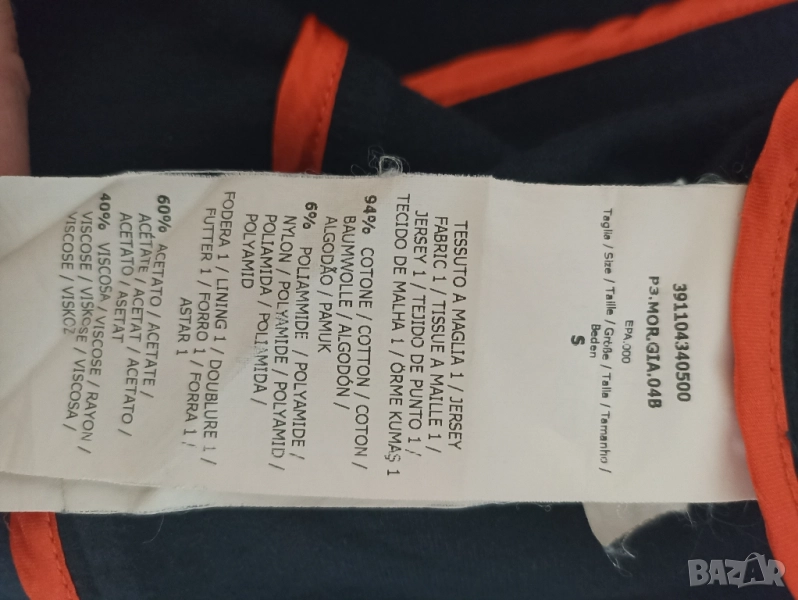 391104340500
P3.MOR.GIA.04B
EPA.000
Taglia / Size / Taille / Größe / Talla / Tamanho /
Beden
S
TESSUTO A MAGLIA 1 / JERSEY
FABRIC 1 / TISSUE A MAILLE 1 /
JERSEY 1 / TEJIDO DE PUNTO 1 /
TECIDO DE MALHA 1 / ÖRME KUMAŞ 1
94% COTONE / COTTON / COTON /
BAUMWOLLE / ALGODÓN /
ALGODÃO / PAMUK
6% POLIAMMIDE / POLYAMIDE /
NYLON / POLYAMIDE / POLYAMID /
POLIAMIDA / POLIAMIDA /
POLYAMID
FODERA 1 / LINING 1 / DOUBLURE 1 /
FUTTER 1 / FORRO 1 / FORRA 1 /
ASTAR 1
60% ACETATO / ACETATE /
ACÉTATE / ACETAT / ACETATO /
ACETATO / ASETAT
40% VISCOSA / VISCOSE / RAYON /
VISCOSE / VISKOSE / VISCOSA /
VISCOSE / VISKOZ
BAZAR